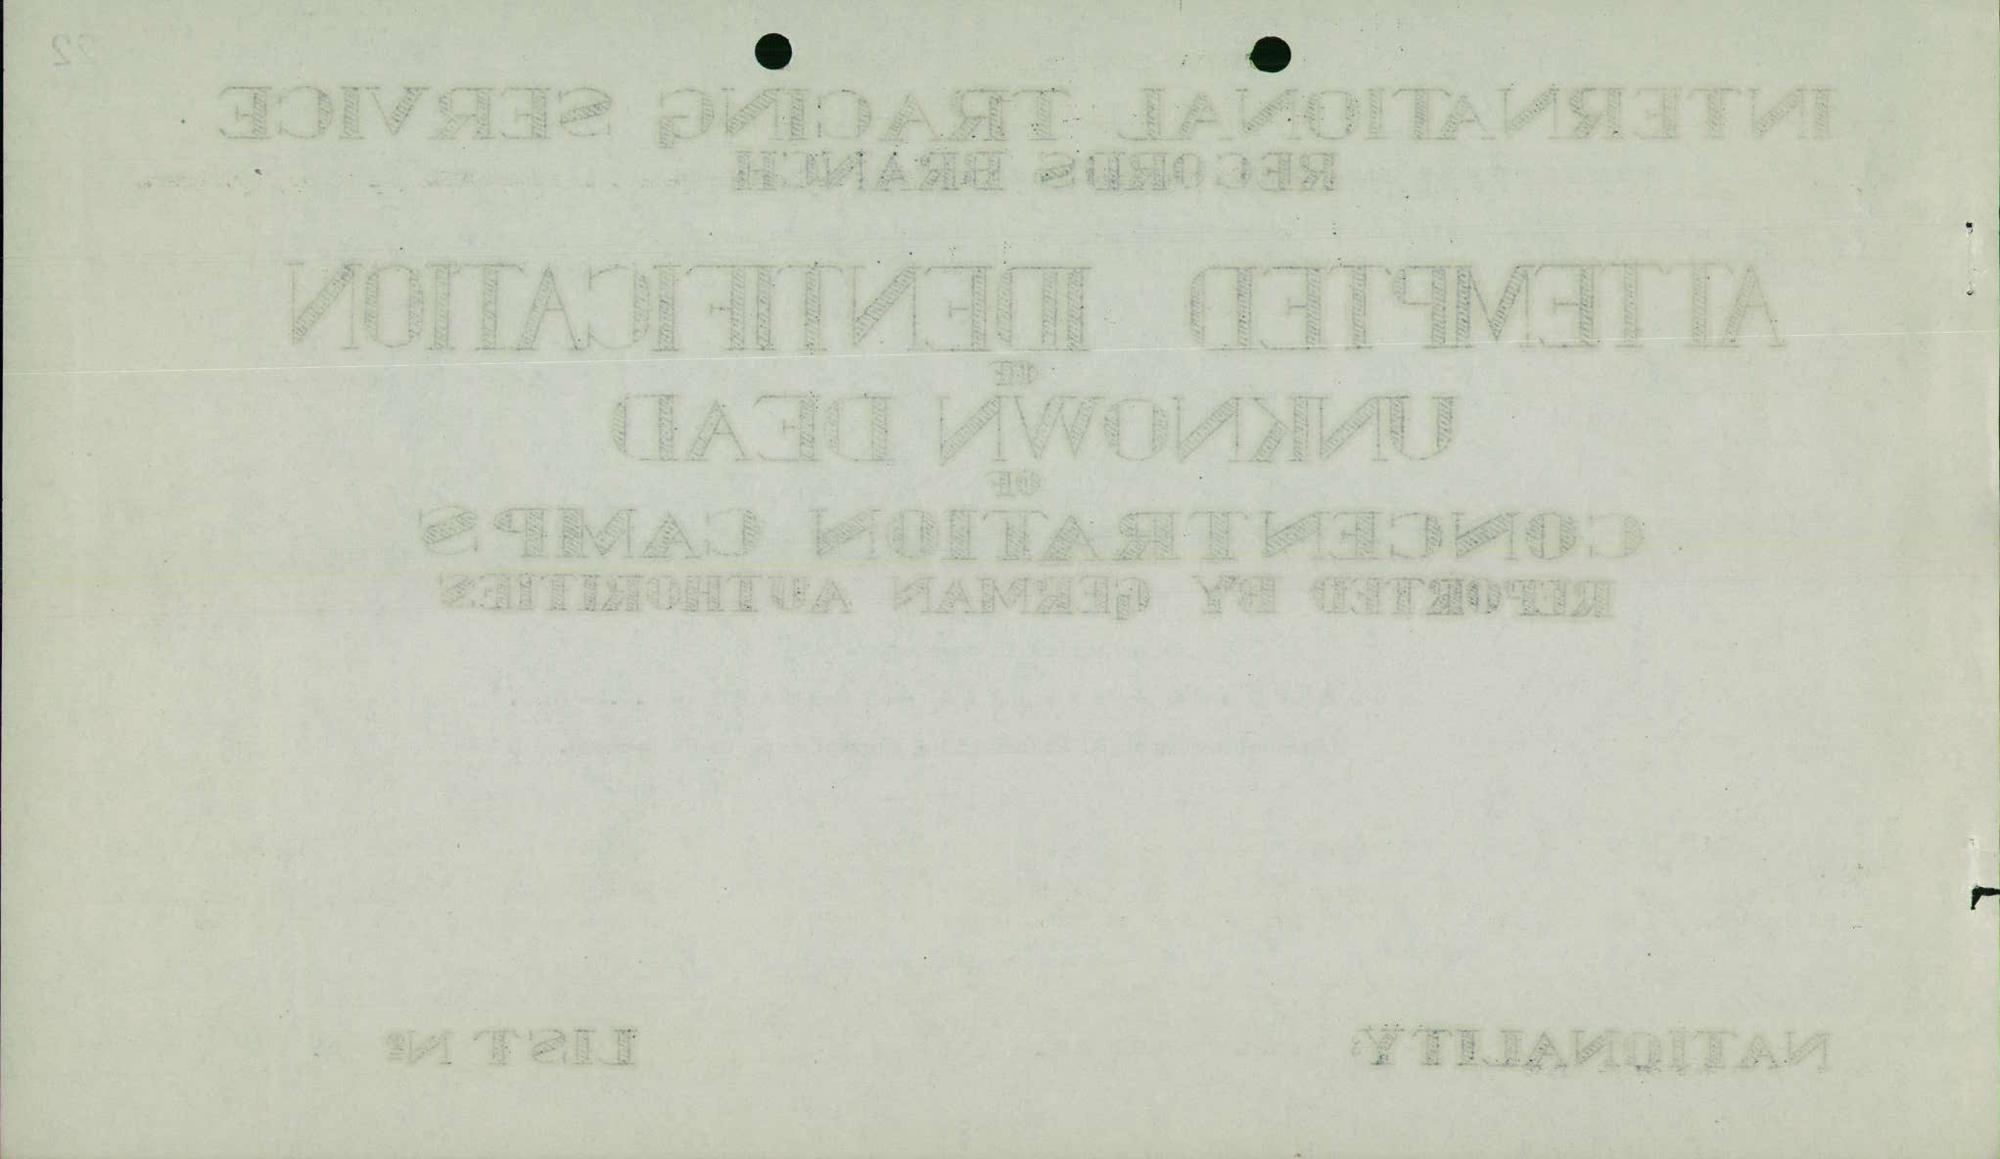 22
INTERNATIONAL TRACING SERVICE
RECORDS BRANCH
ATTEMPTED IDENTIFICATION
OF
UNKNOWN DEAD
OF
CONCENTRATION CAMPS
REPORTED BY GERMAN AUTHORITIES
NATIONALITY: LIST Nº